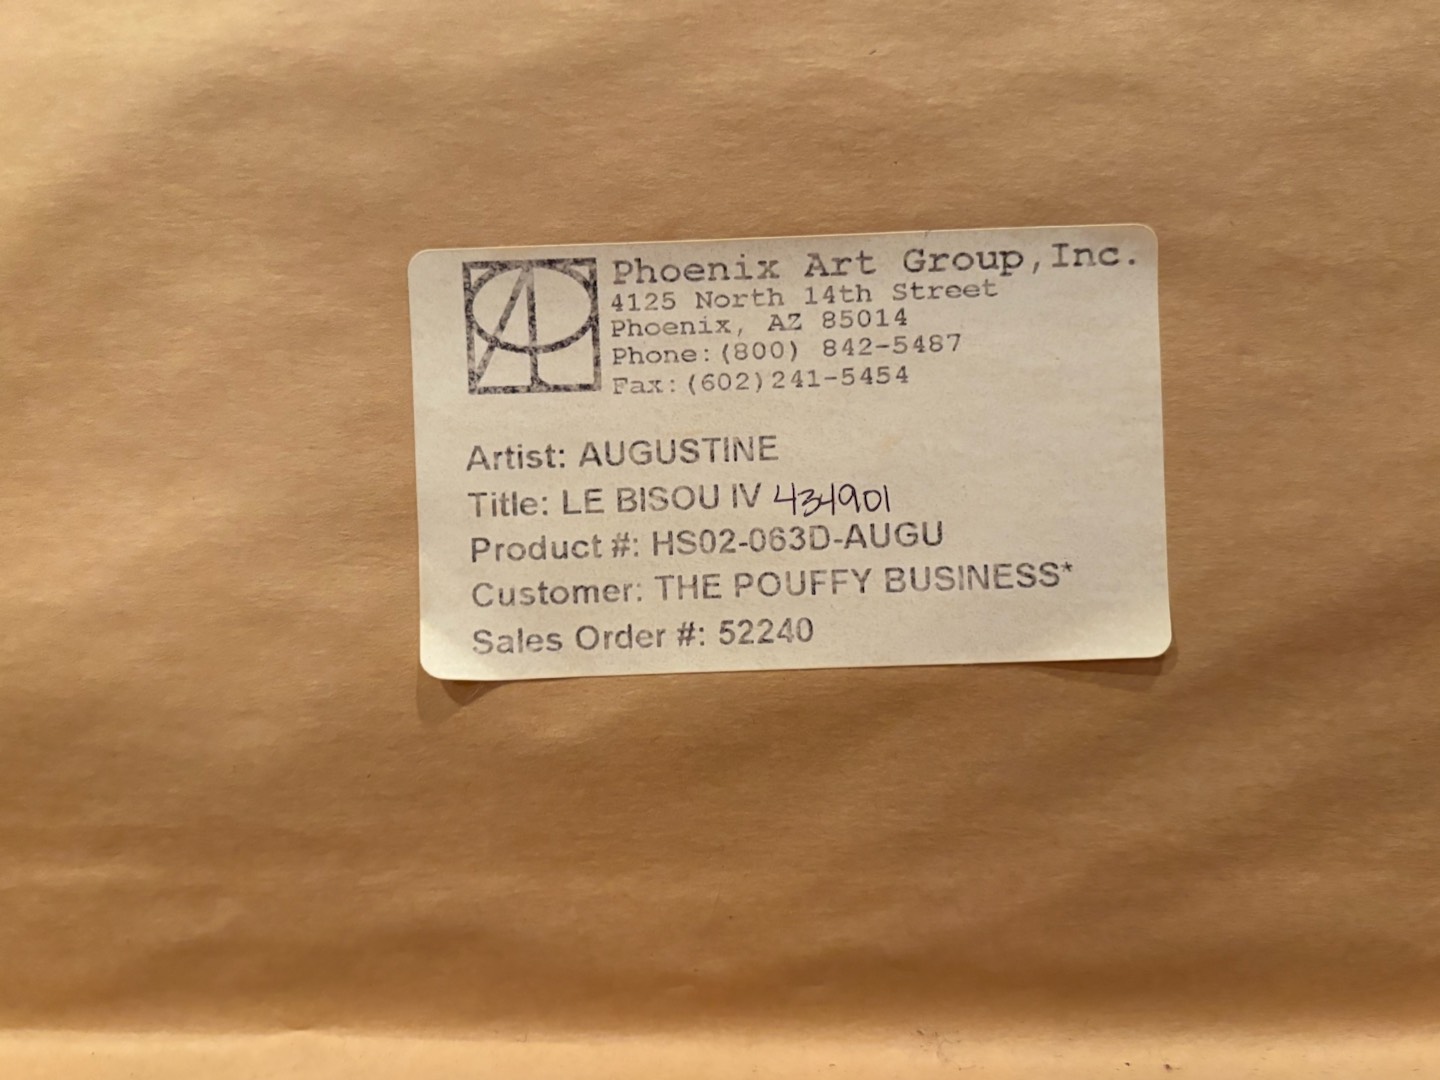 Phoenix Art Group, Inc.
4125 North 14th Street
Phoenix, AZ 85014
Phone: (800) 842-5487
Fax: (602) 241-5454
Artist: AUGUSTINE
Title: LE BISOU IV 434901
Product #: HS02-063D-AUGU
Customer: THE POUFFY BUSINESS*
Sales Order #: 52240